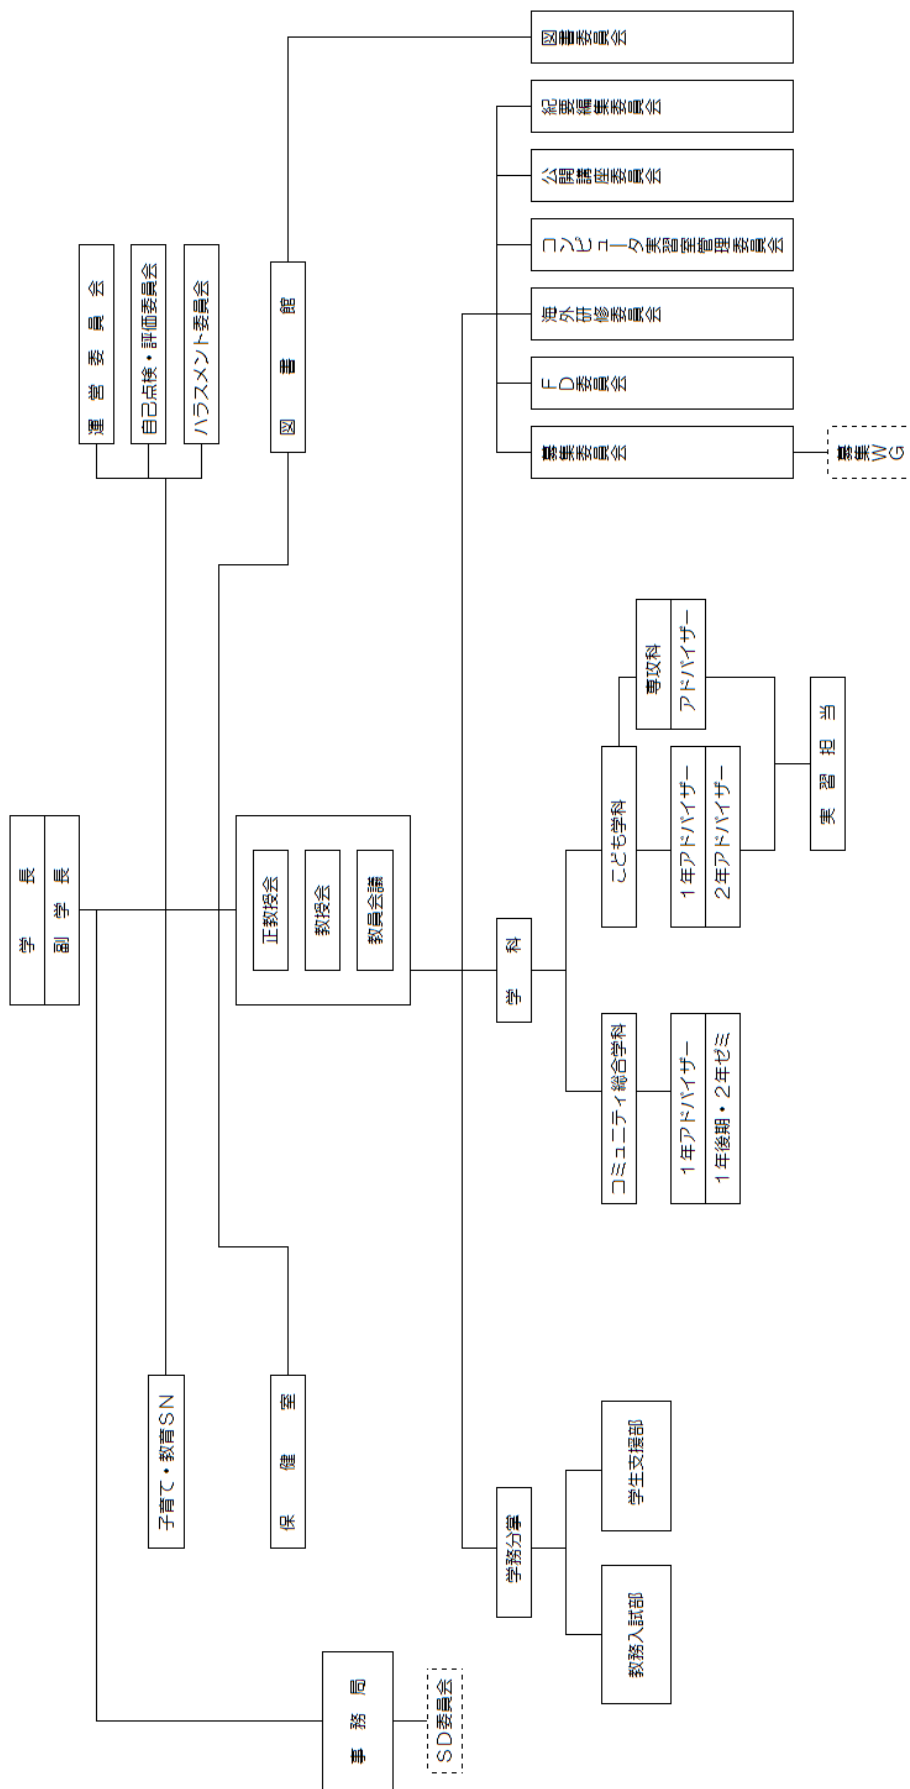 学長
副学長
運営委員会
自己点検・評価委員会
ハラスメント委員会
子育て・教育SN
図書館
保健室
事務局
SD委員会
正教授会
教授会
教員会議
学務分掌
教務入試部
学生支援部
学科
コミュニティ総合学科
1年アドバイザー
1年後期・2年ゼミ
こども学科
1年アドバイザー
2年アドバイザー
専攻科
アドバイザー
実習担当
募集委員会
募集WG
FD委員会
海外研修委員会
コンピュータ実習室管理委員会
公開講座委員会
紀要編集委員会
図書委員会